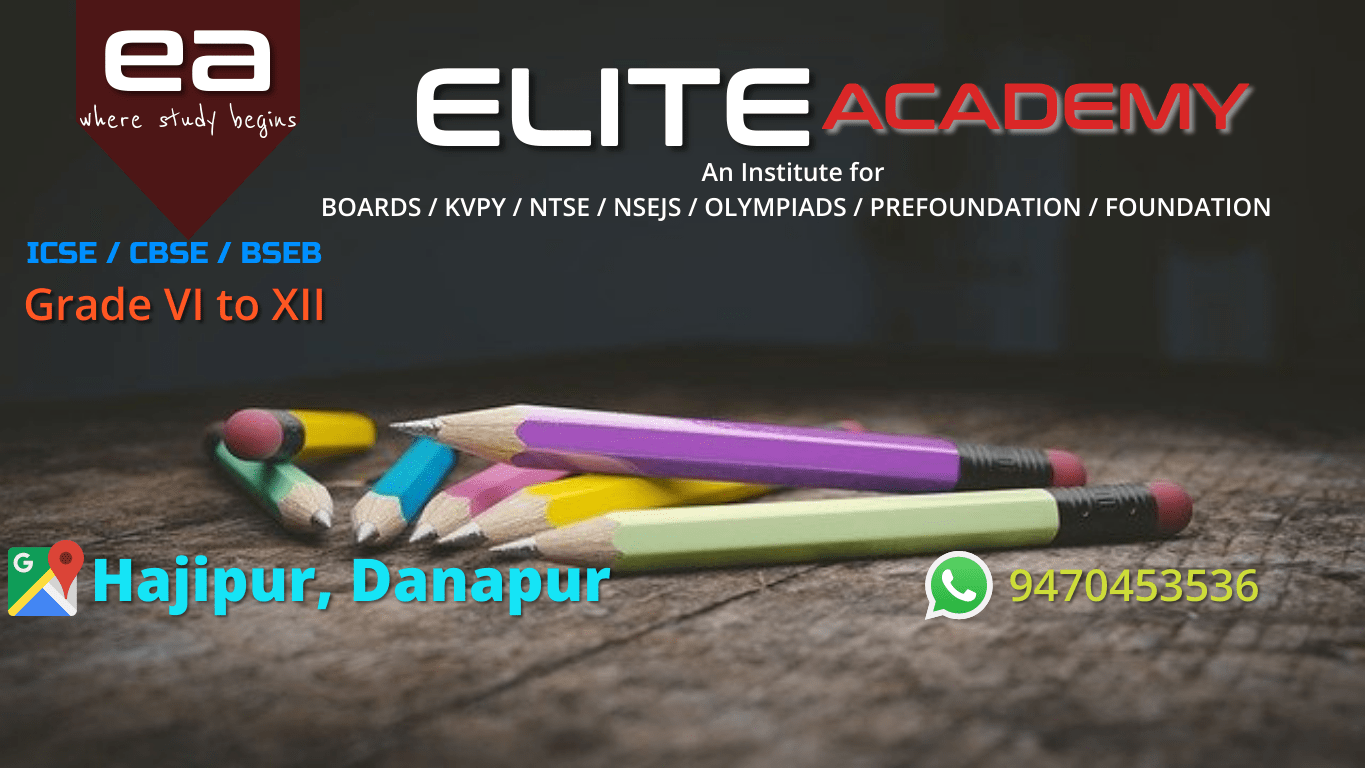 ea
where study begins
ELITE ACADEMY
An Institute for
BOARDS / KVPY / NTSE / NSEJS / OLYMPIADS / PREFOUNDATION / FOUNDATION
ICSE / CBSE / BSEB
Grade VI to XII
G
Hajipur, Danapur
9470453536